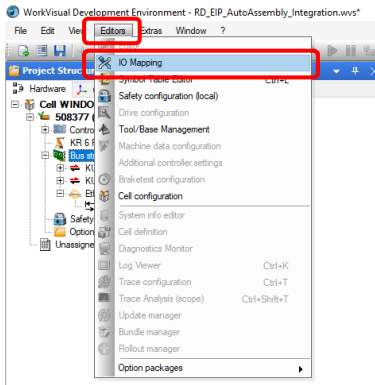 WorkVisual Development Environment - RD_EIP_AutoAssembly_Integration.wvs*
File Edit View Editors Extras Window ?
Project Structur
IO Mapping
Symbol Table Editor Ctrl+L
Hardware
Safety configuration (local)
Cell WINDO
Drive configuration
508377 (
Tool/Base Management
Contro
KR 6 F
Machine data configuration
Bus str
Additional controller settings
KU
KU
Braketest configuration
Eth
Cell configuration
Safety
System info editor
Option
Cell definition
Unassigne
Diagnostics Monitor
Log Viewer Ctrl+K
Trace configuration Ctrl+T
Trace Analysis (scope) Ctrl+Shift+T
Update manager
Bundle manager
Rollout manager
Option packages